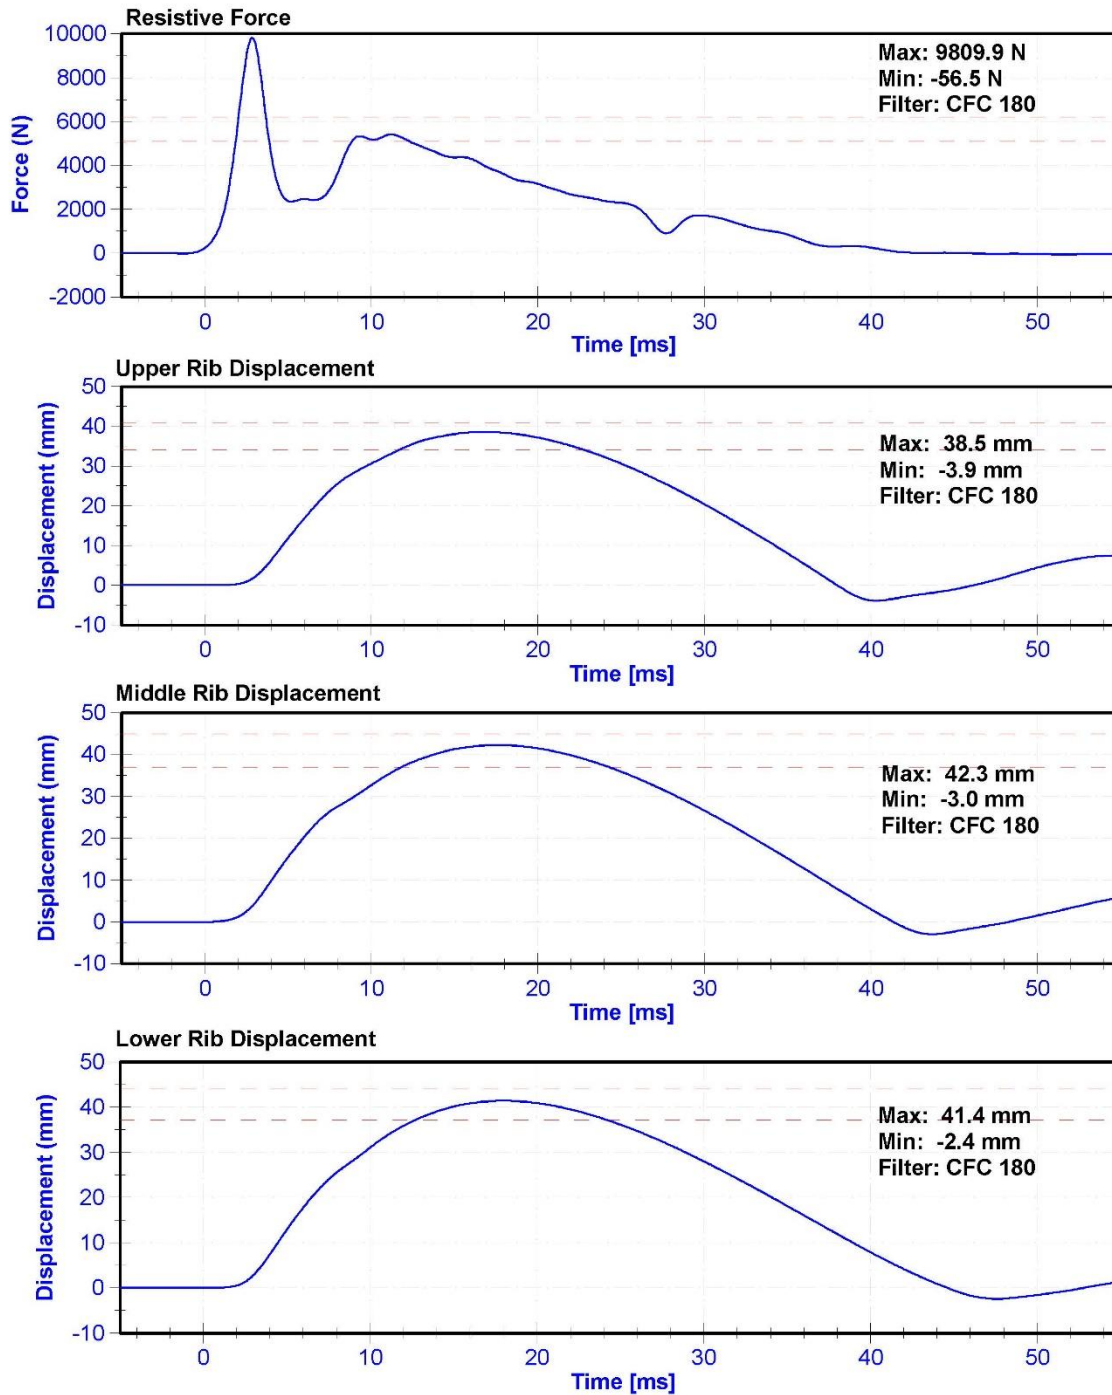 Resistive Force
10000
8000
6000
4000
2000
0
-2000
Force (N)
Max: 9809.9 N
Min: -56.5 N
Filter: CFC 180
0 10 20 30 40 50
Time [ms]
Upper Rib Displacement
50
40
30
20
10
0
-10
Displacement (mm)
Max: 38.5 mm
Min: -3.9 mm
Filter: CFC 180
0 10 20 30 40 50
Time [ms]
Middle Rib Displacement
50
40
30
20
10
0
-10
Displacement (mm)
Max: 42.3 mm
Min: -3.0 mm
Filter: CFC 180
0 10 20 30 40 50
Time [ms]
Lower Rib Displacement
50
40
30
20
10
0
-10
Displacement (mm)
Max: 41.4 mm
Min: -2.4 mm
Filter: CFC 180
0 10 20 30 40 50
Time [ms]